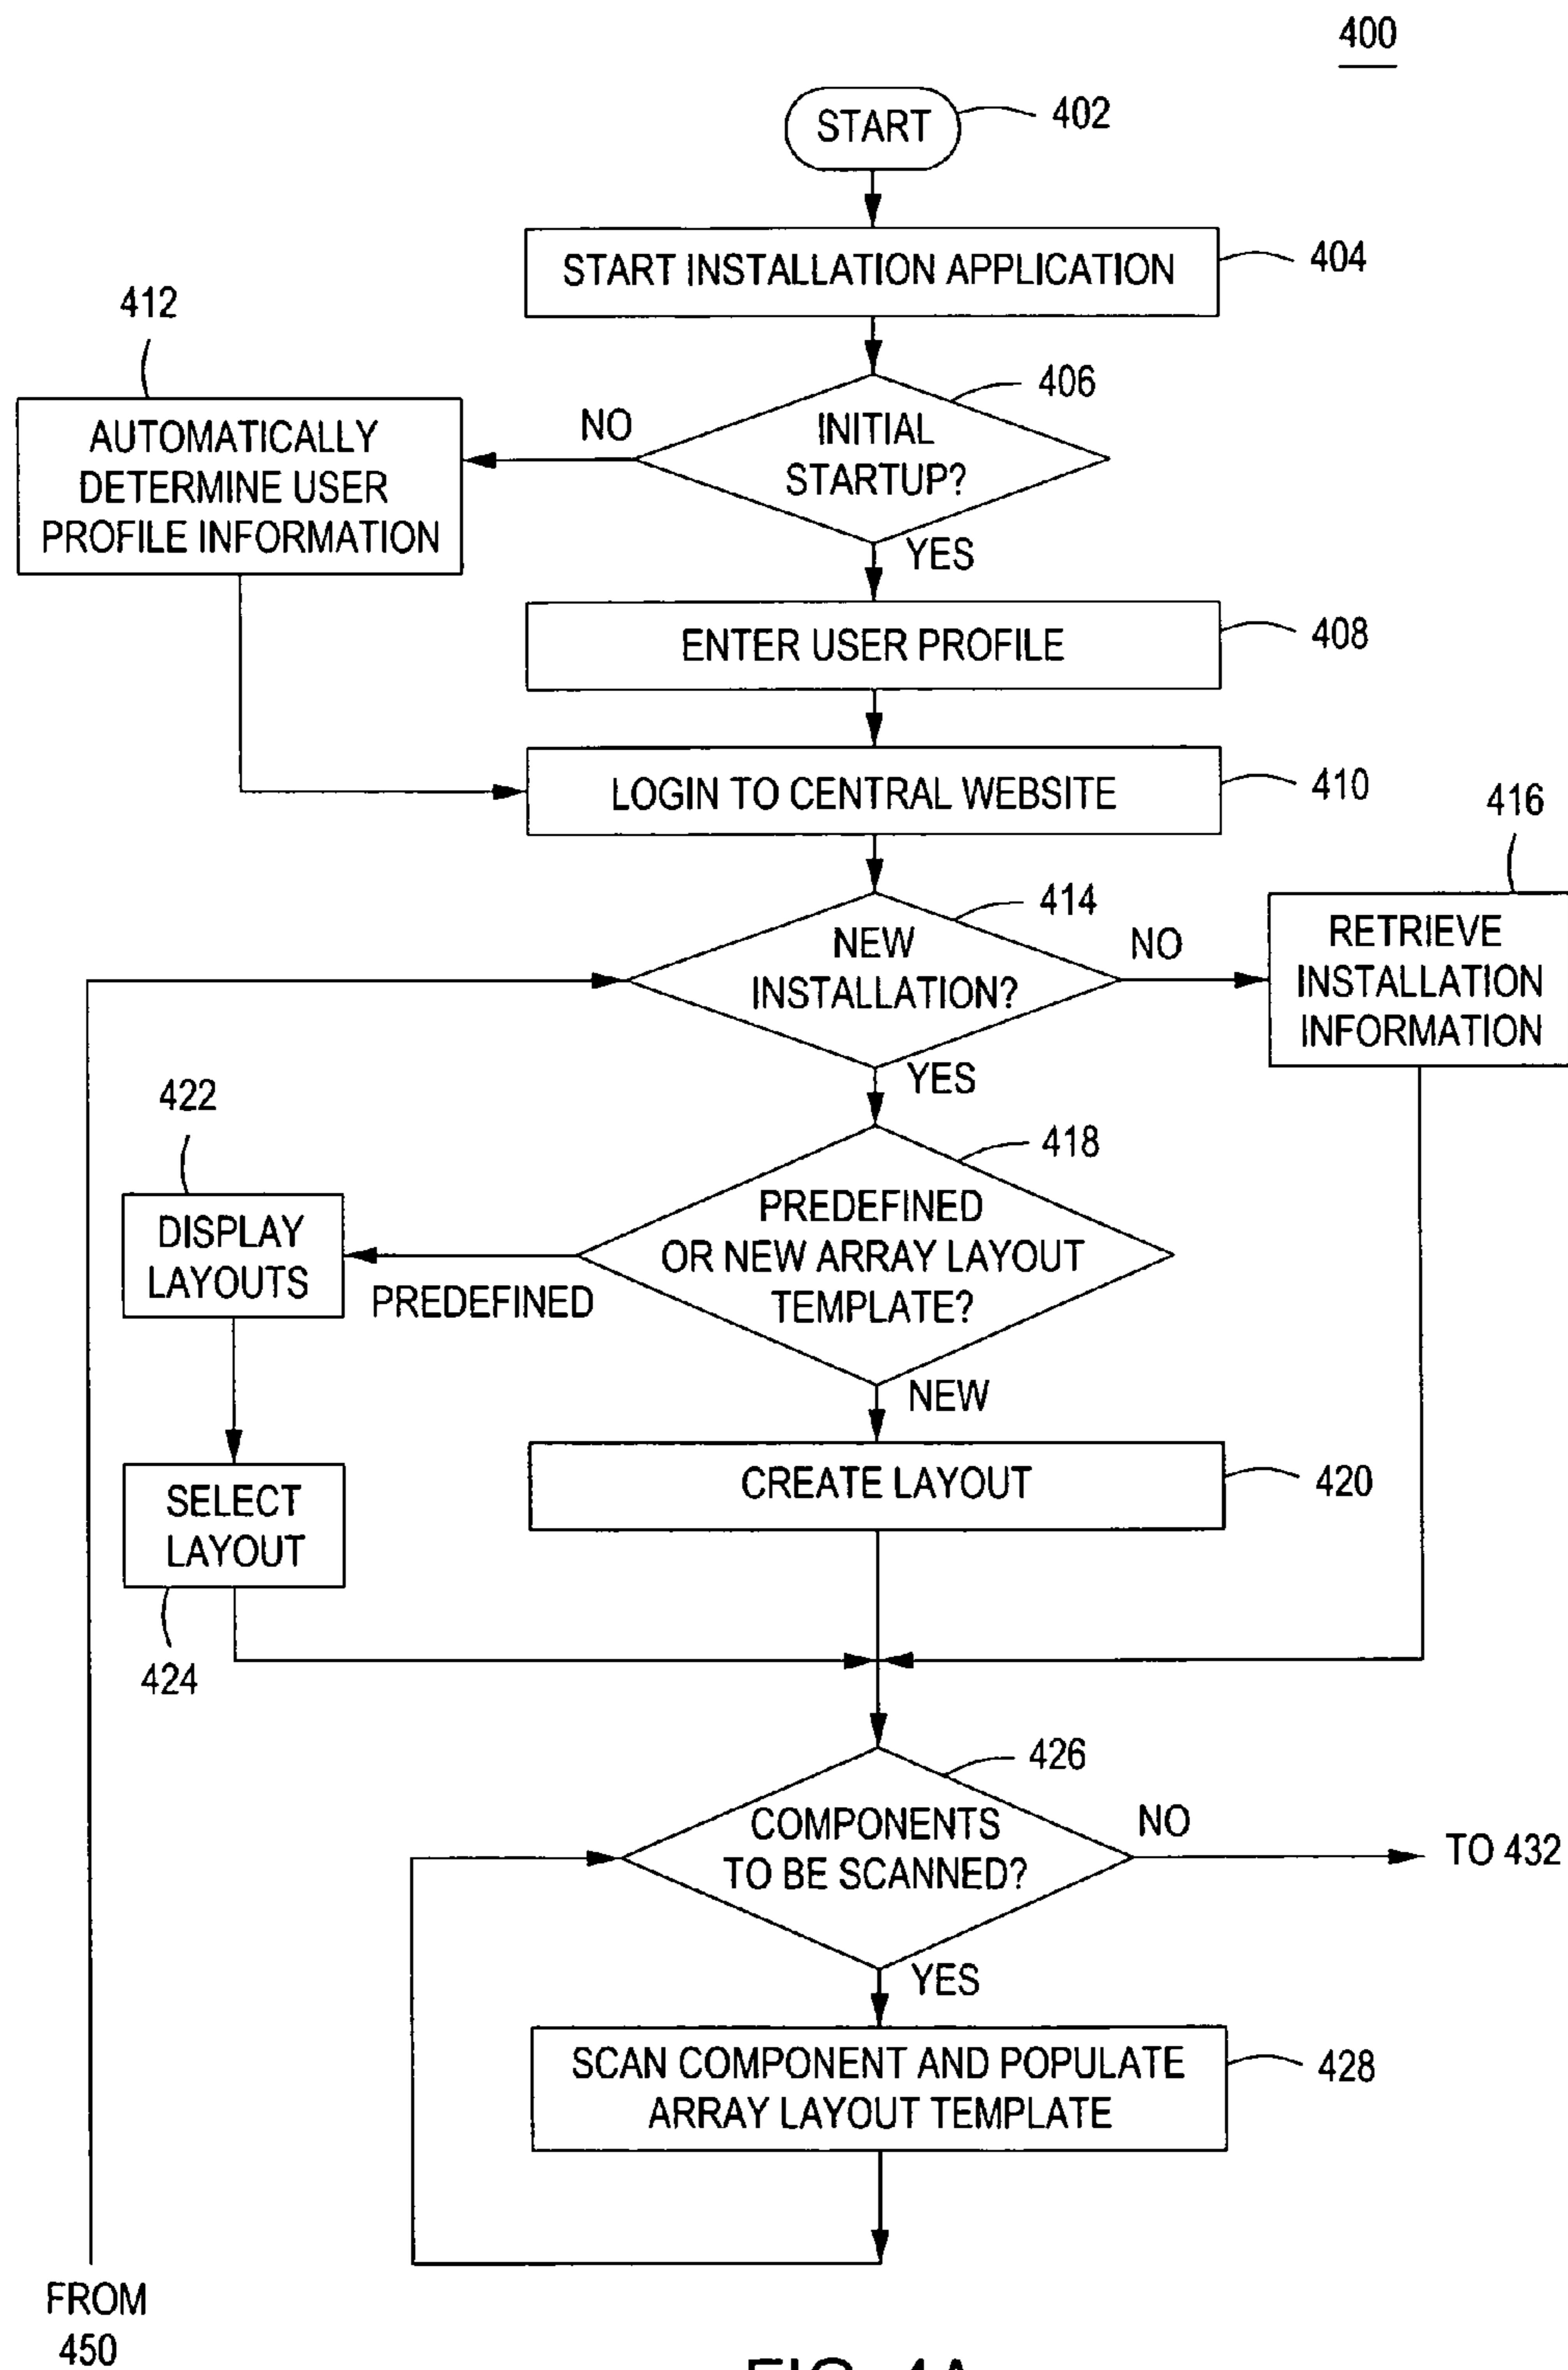 400
START
402
START INSTALLATION APPLICATION
404
412
406
INITIAL
STARTUP?
NO
AUTOMATICALLY
DETERMINE USER
PROFILE INFORMATION
YES
ENTER USER PROFILE
408
LOGIN TO CENTRAL WEBSITE
410
416
414
NEW
INSTALLATION?
NO
RETRIEVE
INSTALLATION
INFORMATION
YES
422
418
PREDEFINED
OR NEW ARRAY LAYOUT
TEMPLATE?
DISPLAY
LAYOUTS
PREDEFINED
NEW
CREATE LAYOUT
420
SELECT
LAYOUT
424
426
COMPONENTS
TO BE SCANNED?
NO
TO 432
YES
SCAN COMPONENT AND POPULATE
ARRAY LAYOUT TEMPLATE
428
FROM
450
FIG. 4A